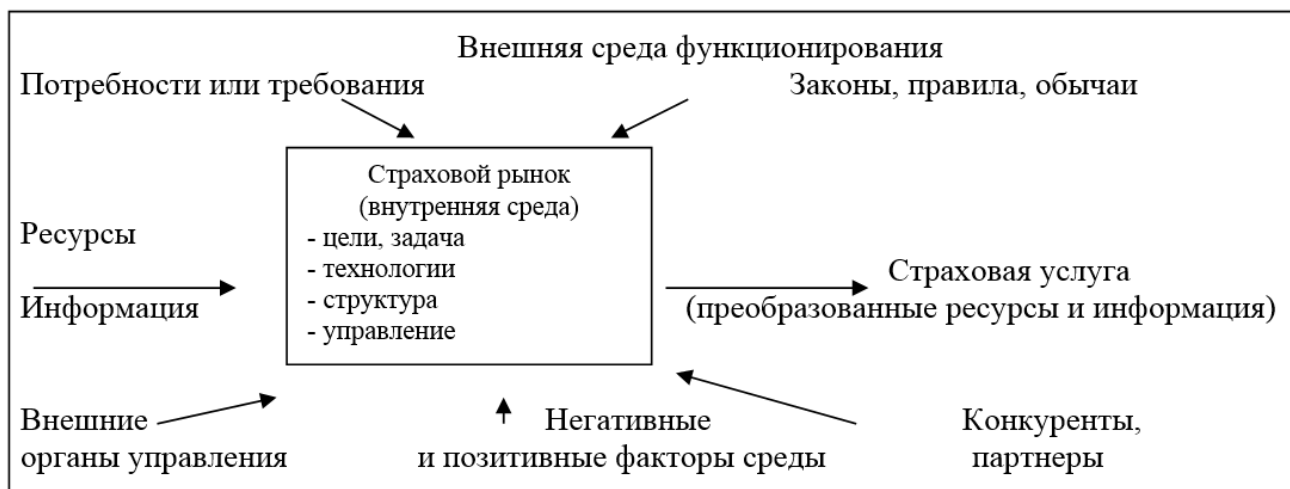 Внешняя среда функционирования
Потребности или требования
Законы, правила, обычаи
Страховой рынок
(внутренняя среда)
- цели, задача
- технологии
- структура
- управление
Ресурсы
Информация
Страховая услуга
(преобразованные ресурсы и информация)
Внешние
органы управления
Негативные
и позитивные факторы среды
Конкуренты,
партнеры